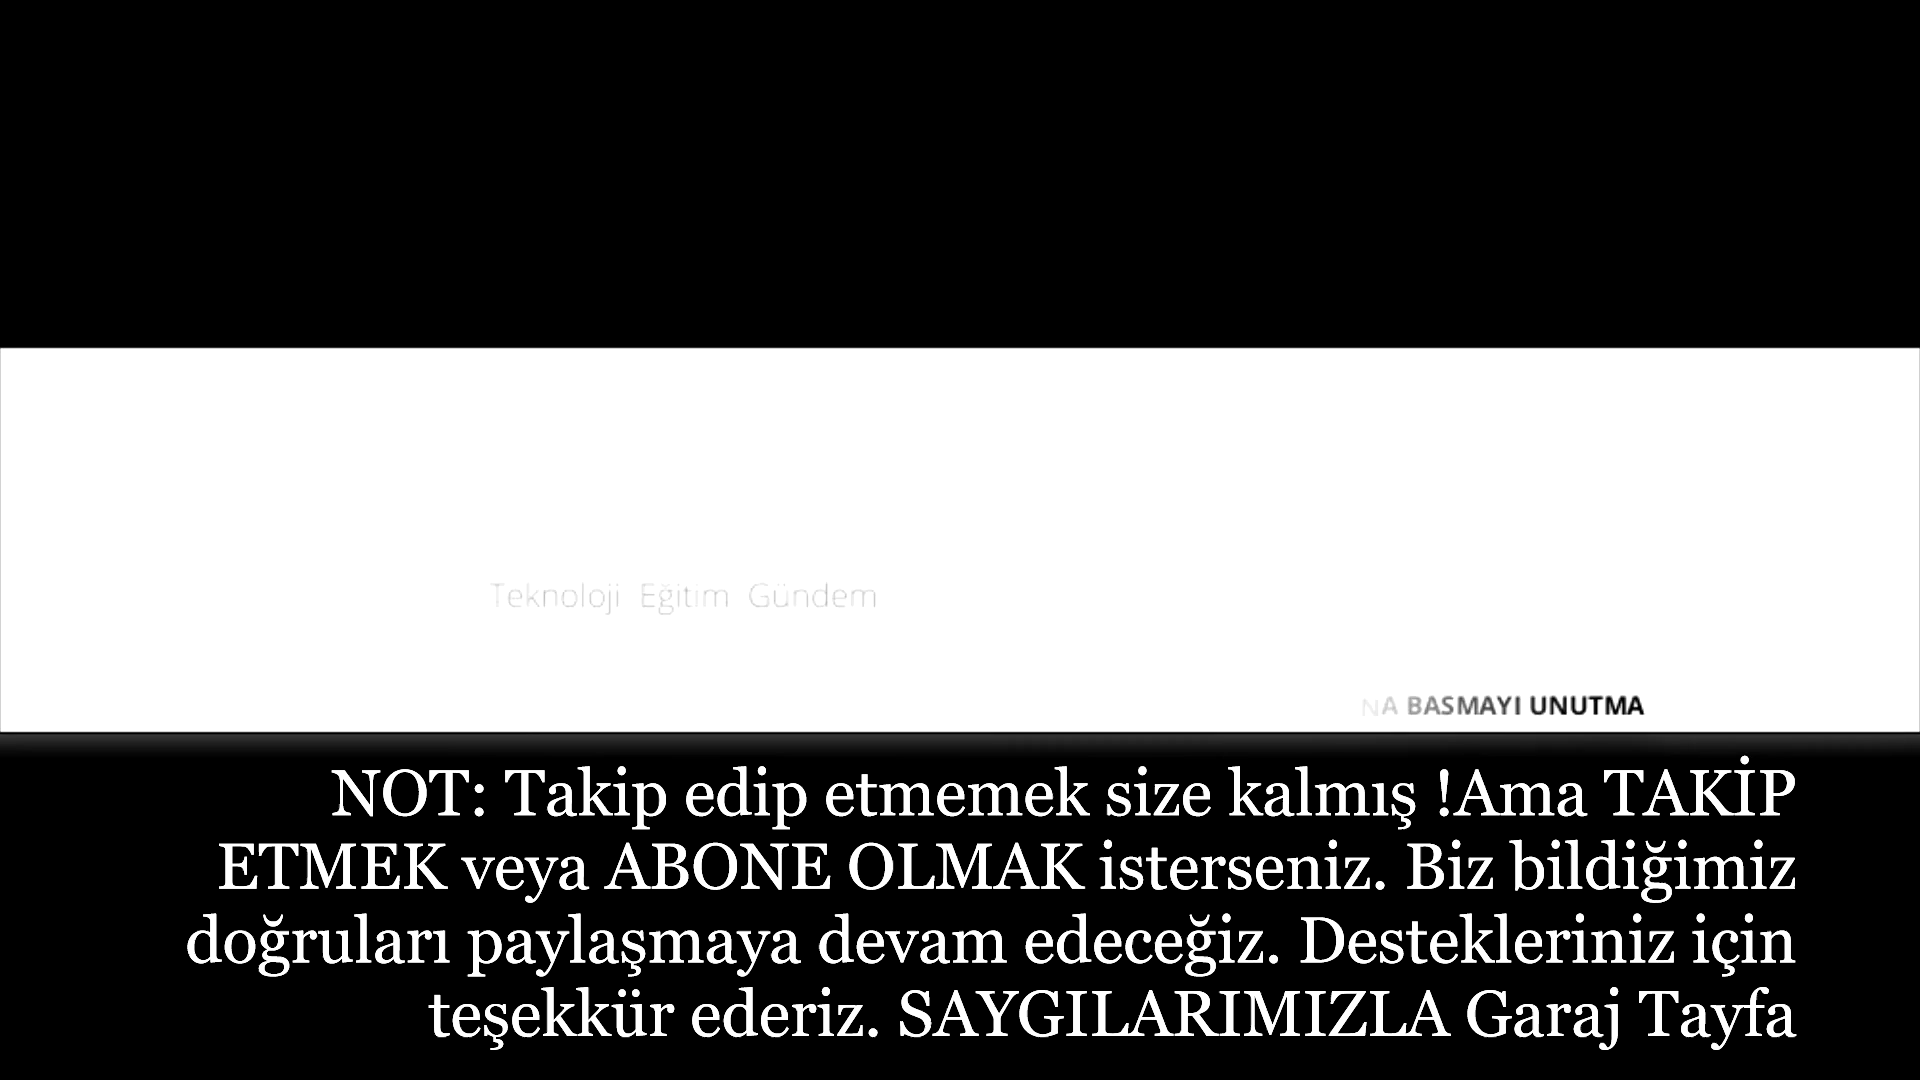 Teknoloji Eğitim Gündem
BASMAYI UNUTMA
NOT: Takip edip etmemek size kalmış !Ama TAKİP
ETMEK veya ABONE OLMAK isterseniz. Biz bildiğimiz
doğruları paylaşmaya devam edeceğiz. Destekleriniz için
teşekkür ederiz. SAYGILARIMIZLA Garaj Tayfa